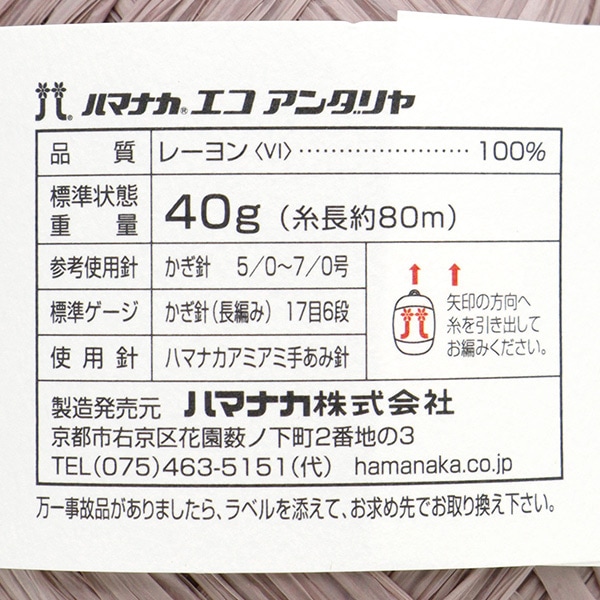 ハマナカ® エコ アンダリヤ
品質 レーヨン〈VI〉 ………………… 100%
標準状態
重量 40g (糸長約80m)
参考使用針 かぎ針 5/0〜7/0号
標準ゲージ かぎ針(長編み) 17目6段
使用針 ハマナカアミアミ手あみ針
矢印の方向へ
糸を引き出して
お編みください。
製造発売元 ハマナカ株式会社
京都市右京区花園薮ノ下町2番地の3
TEL(075)463-5151(代) hamanaka.co.jp
万一事故品がありましたら、ラベルを添えて、お求め先でお取り換え下さい。